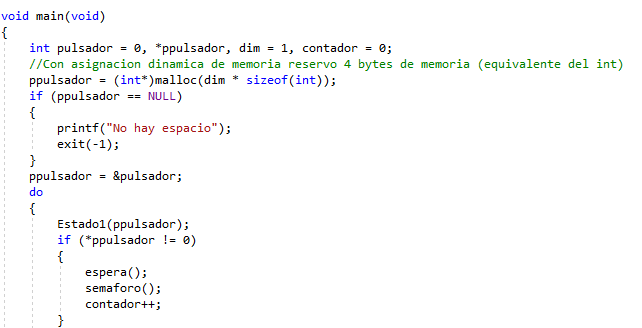 void main(void)
{
int pulsador = 0, *ppulsador, dim = 1, contador = 0;
//Con asignacion dinamica de memoria reservo 4 bytes de memoria (equivalente del int)
ppulsador = (int*)malloc(dim * sizeof(int));
if (ppulsador == NULL)
{
printf("No hay espacio");
exit(-1);
}
ppulsador = &pulsador;
do
{
Estado1(ppulsador);
if (*ppulsador != 0)
{
espera();
semaforo();
contador++;
}